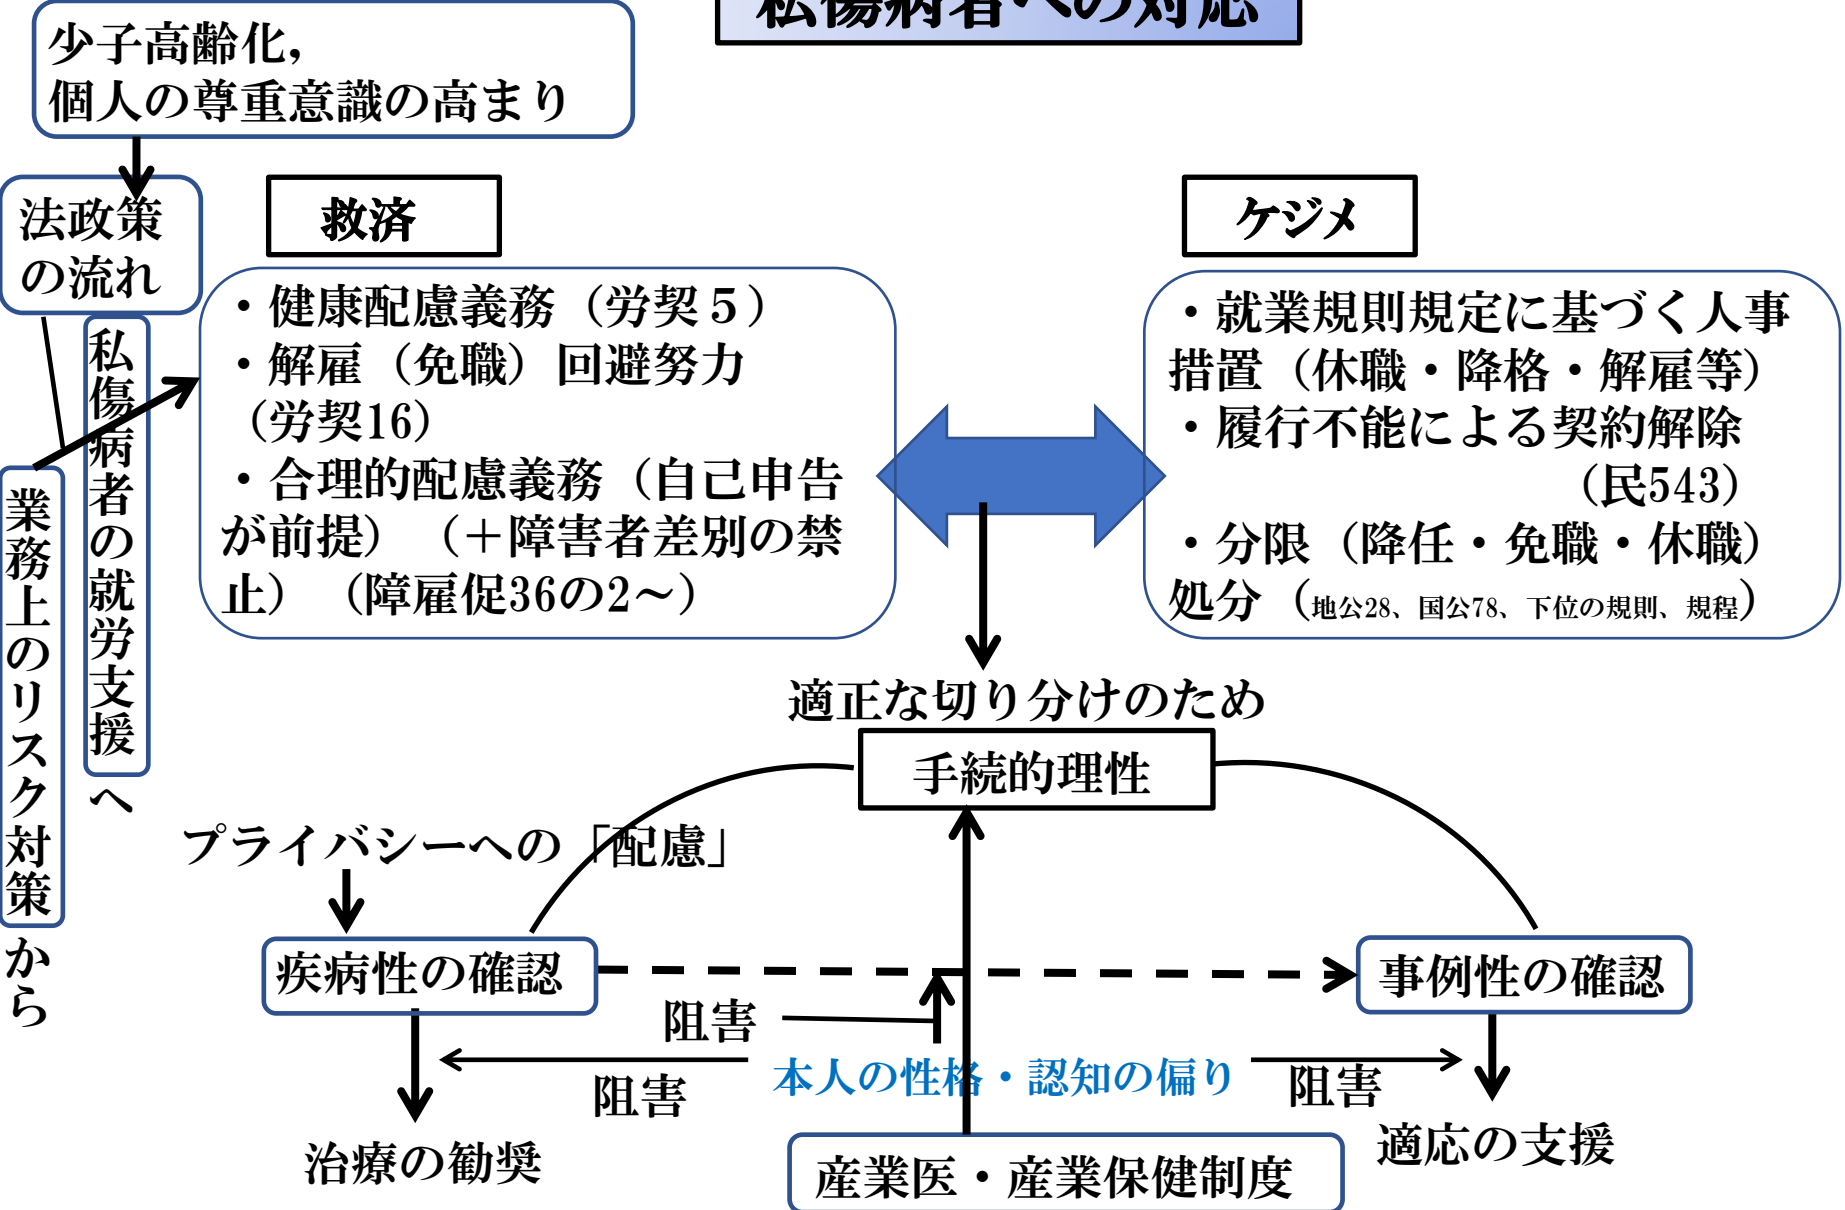 私傷病者への対応
少子高齢化,
個人の尊重意識の高まり
法政策
の流れ
救済
ケジメ
・健康配慮義務（労契５）
・解雇（免職）回避努力
（労契16）
・合理的配慮義務（自己申告
が前提）（＋障害者差別の禁
止）（障雇促36の2～）
・就業規則規定に基づく人事
措置（休職・降格・解雇等）
・履行不能による契約解除
（民543）
・分限（降任・免職・休職）
処分（地公28、国公78、下位の規則、規程）
業務上のリスク対策から
私傷病者の就労支援へ
適正な切り分けのため
手続的理性
プライバシーへの「配慮」
疾病性の確認
事例性の確認
阻害
本人の性格・認知の偏り
阻害
阻害
治療の勧奨
適応の支援
産業医・産業保健制度